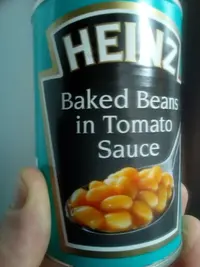 HEINZ
Baked Beans
in Tomato
Sauce